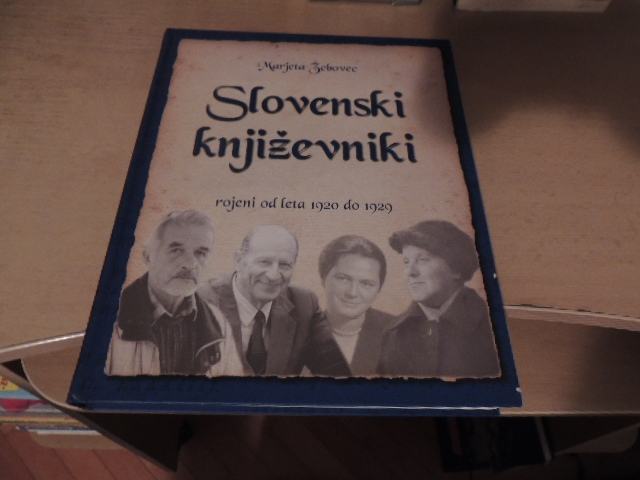 Marjeta Žebovec
Slovenski
književniki
rojeni od leta 1920 do 1929